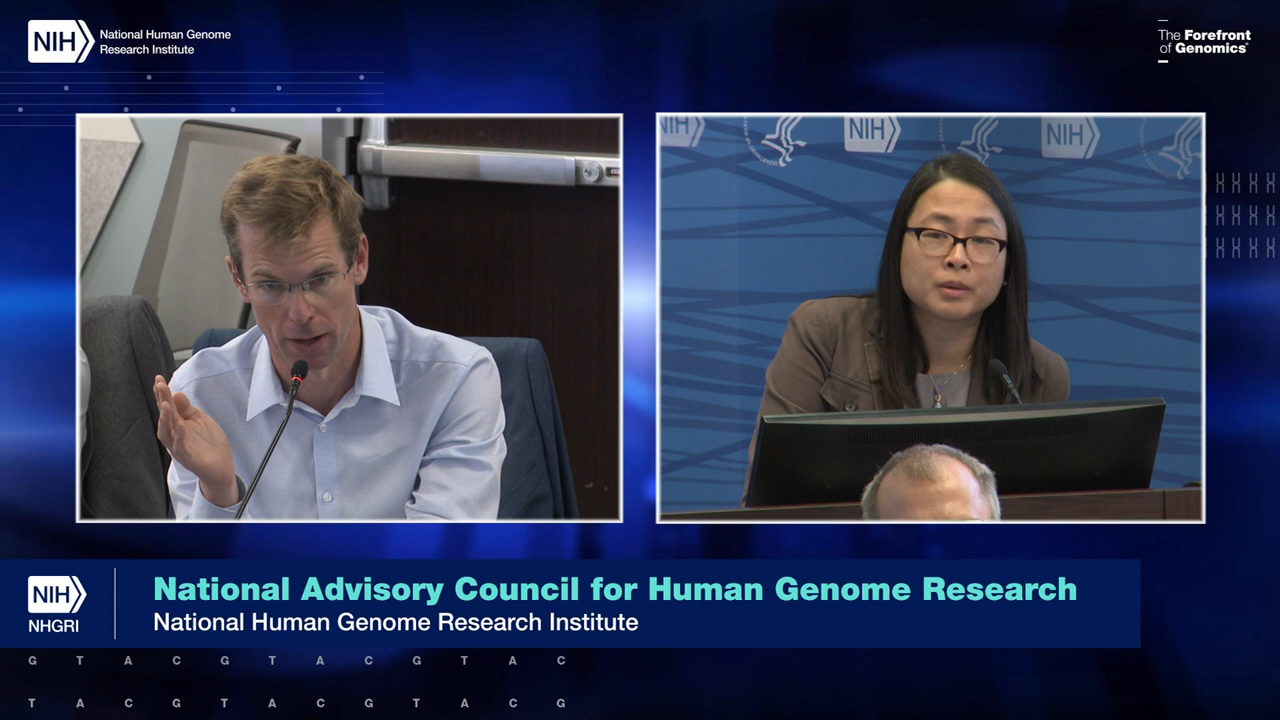 NIH
National Human Genome
Research Institute
The Forefront
of Genomics®
NIH
NIH
NIH
NIH
NHGRI
National Advisory Council for Human Genome Research
National Human Genome Research Institute
G T A C G T A C G T A C
T A C G T A C G T A C G